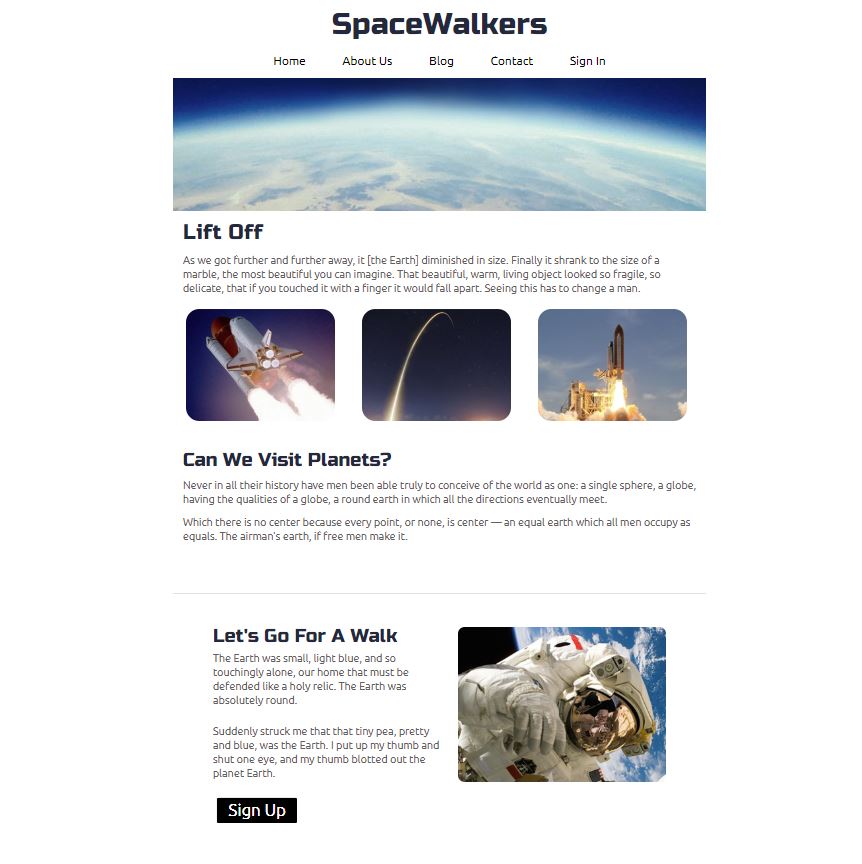 SpaceWalkers
Home About Us Blog Contact Sign In
Lift Off
As we got further and further away, it [the Earth] diminished in size. Finally it shrank to the size of a
marble, the most beautiful you can imagine. That beautiful, warm, living object looked so fragile, so
delicate, that if you touched it with a finger it would fall apart. Seeing this has to change a man.
Can We Visit Planets?
Never in all their history have men been able truly to conceive of the world as one: a single sphere, a globe,
having the qualities of a globe, a round earth in which all the directions eventually meet.
Which there is no center because every point, or none, is center — an equal earth which all men occupy as
equals. The airman's earth, if free men make it.
Let's Go For A Walk
The Earth was small, light blue, and so
touchingly alone, our home that must be
defended like a holy relic. The Earth was
absolutely round.
Suddenly struck me that that tiny pea, pretty
and blue, was the Earth. I put up my thumb and
shut one eye, and my thumb blotted out the
planet Earth.
Sign Up